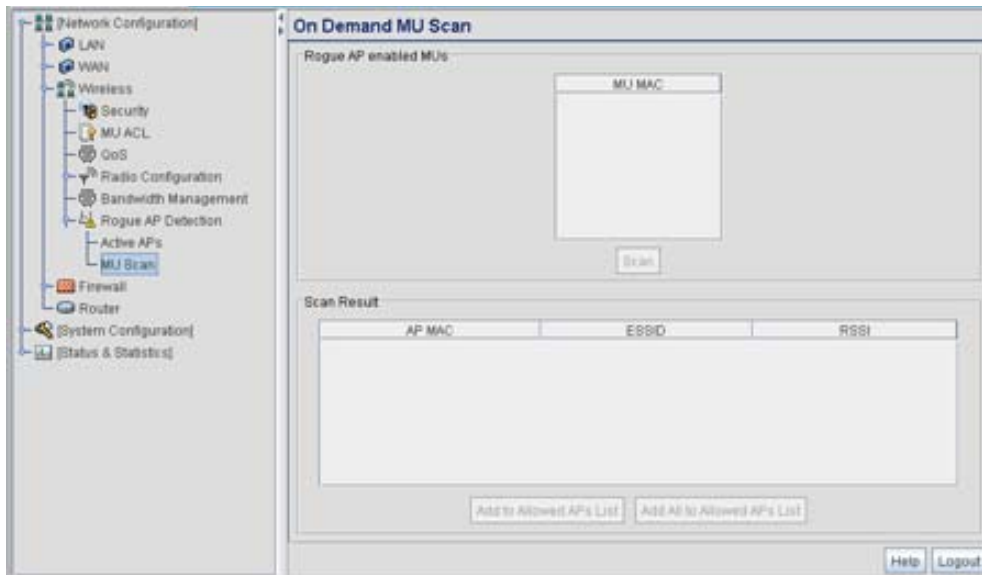 [Network Configuration]
LAN
WAN
Wireless
Security
MU ACL
QoS
Radio Configuration
Bandwidth Management
Rogue AP Detection
Active APs
MU Scan
Firewall
Router
[System Configuration]
[Status & Statistics]
On Demand MU Scan
Rogue AP enabled MUs
MU MAC
Scan
Scan Result
AP MAC ESSID RSSI
Add to Allowed APs List Add All to Allowed APs List
Help Logout